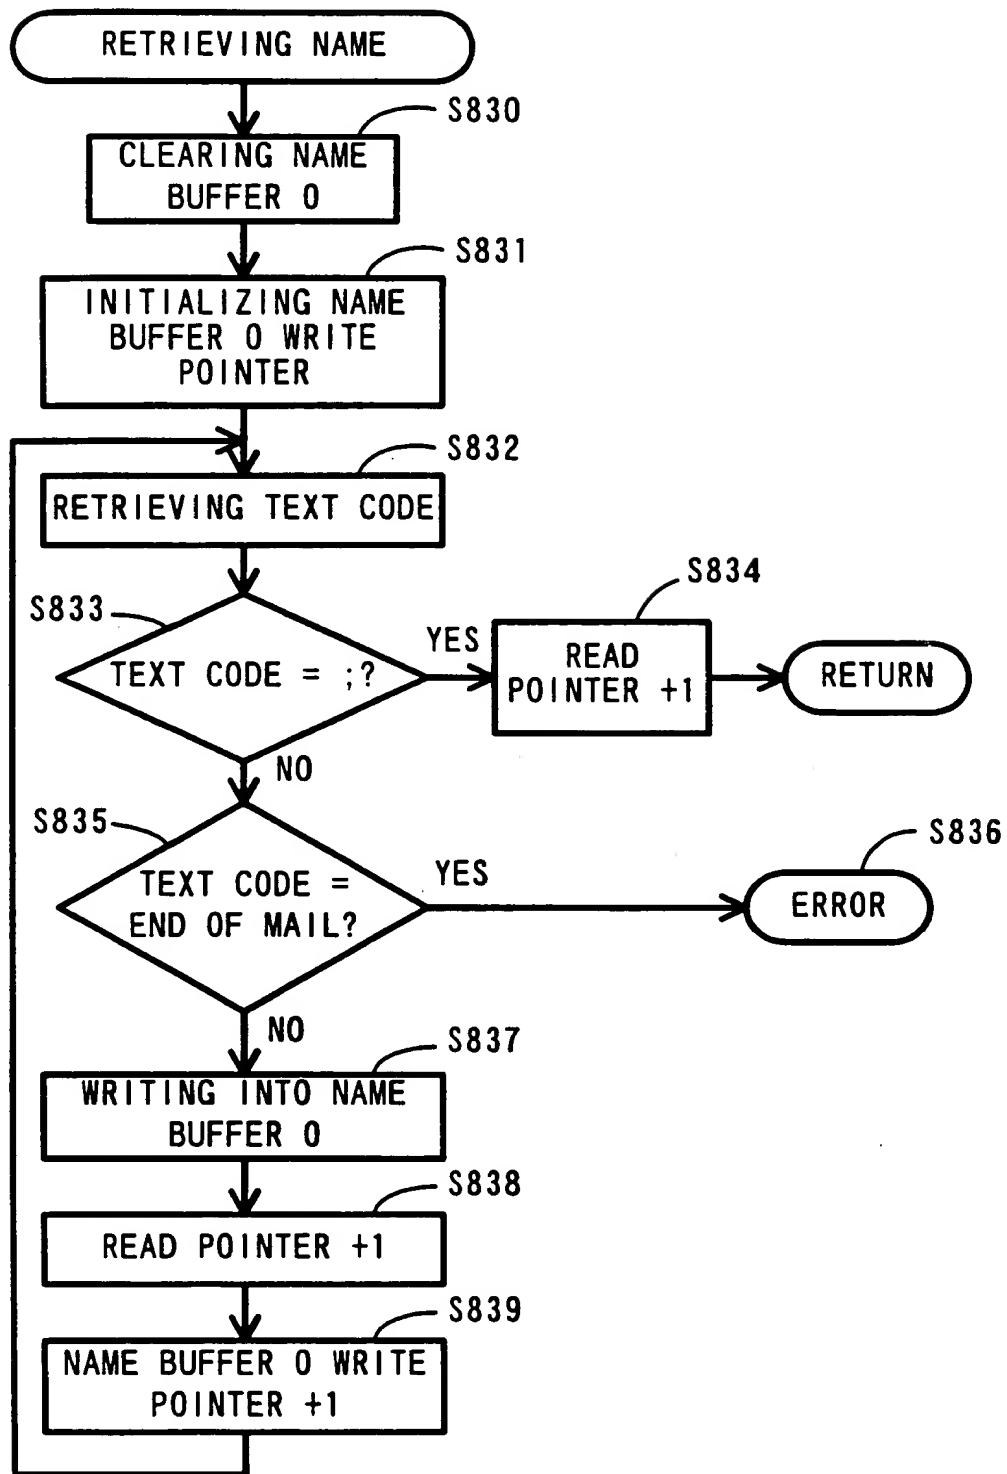 RETRIEVING NAME
S830
CLEARING NAME
BUFFER 0
S831
INITIALIZING NAME
BUFFER 0 WRITE
POINTER
S832
RETRIEVING TEXT CODE
S833
TEXT CODE = ;?
YES
S834
READ
POINTER +1
RETURN
NO
S835
TEXT CODE =
END OF MAIL?
YES
S836
ERROR
NO
S837
WRITING INTO NAME
BUFFER 0
S838
READ POINTER +1
S839
NAME BUFFER 0 WRITE
POINTER +1